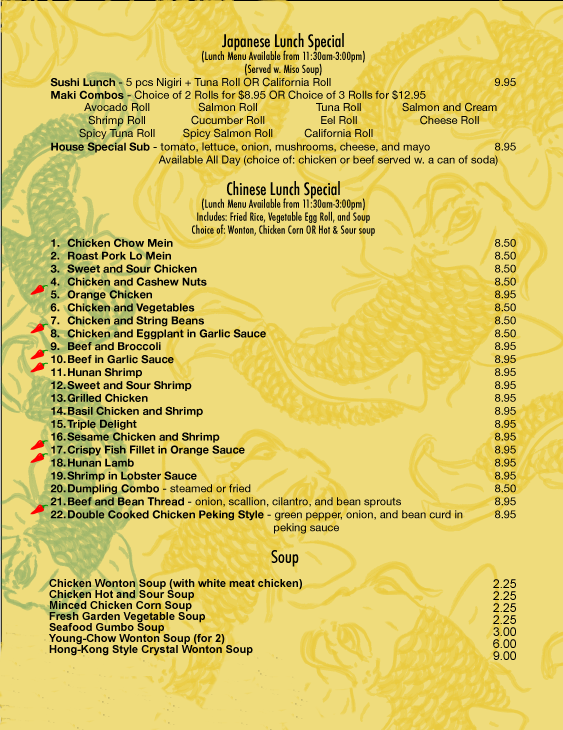 Japanese Lunch Special
(Lunch Menu Available from 11:30am-3:00pm)
(Served w. Miso Soup)
Sushi Lunch - 5 pcs Nigiri + Tuna Roll OR California Roll 9.95
Maki Combos - Choice of 2 Rolls for $8.95 OR Choice of 3 Rolls for $12.95
Avocado Roll Salmon Roll Tuna Roll Salmon and Cream
Shrimp Roll Cucumber Roll Eel Roll Cheese Roll
Spicy Tuna Roll Spicy Salmon Roll California Roll
House Special Sub - tomato, lettuce, onion, mushrooms, cheese, and mayo 8.95
Available All Day (choice of: chicken or beef served w. a can of soda)
Chinese Lunch Special
(Lunch Menu Available from 11:30am-3:00pm)
Includes: Fried Rice, Vegetable Egg Roll, and Soup
Choice of: Wonton, Chicken Corn OR Hot & Sour soup
1. Chicken Chow Mein 8.50
2. Roast Pork Lo Mein 8.50
3. Sweet and Sour Chicken 8.50
4. Chicken and Cashew Nuts 8.50
5. Orange Chicken 8.95
6. Chicken and Vegetables 8.50
7. Chicken and String Beans 8.50
8. Chicken and Eggplant in Garlic Sauce 8.50
9. Beef and Broccoli 8.95
10. Beef in Garlic Sauce 8.95
11. Hunan Shrimp 8.95
12. Sweet and Sour Shrimp 8.95
13. Grilled Chicken 8.95
14. Basil Chicken and Shrimp 8.95
15. Triple Delight 8.95
16. Sesame Chicken and Shrimp 8.95
17. Crispy Fish Fillet in Orange Sauce 8.95
18. Hunan Lamb 8.95
19. Shrimp in Lobster Sauce 8.95
20. Dumpling Combo - steamed or fried 8.50
21. Beef and Bean Thread - onion, scallion, cilantro, and bean sprouts 8.95
22. Double Cooked Chicken Peking Style - green pepper, onion, and bean curd in 8.95
peking sauce
Soup
Chicken Wonton Soup (with white meat chicken) 2.25
Chicken Hot and Sour Soup 2.25
Minced Chicken Corn Soup 2.25
Fresh Garden Vegetable Soup 2.25
Seafood Gumbo Soup 3.00
Young-Chow Wonton Soup (for 2) 6.00
Hong-Kong Style Crystal Wonton Soup 9.00